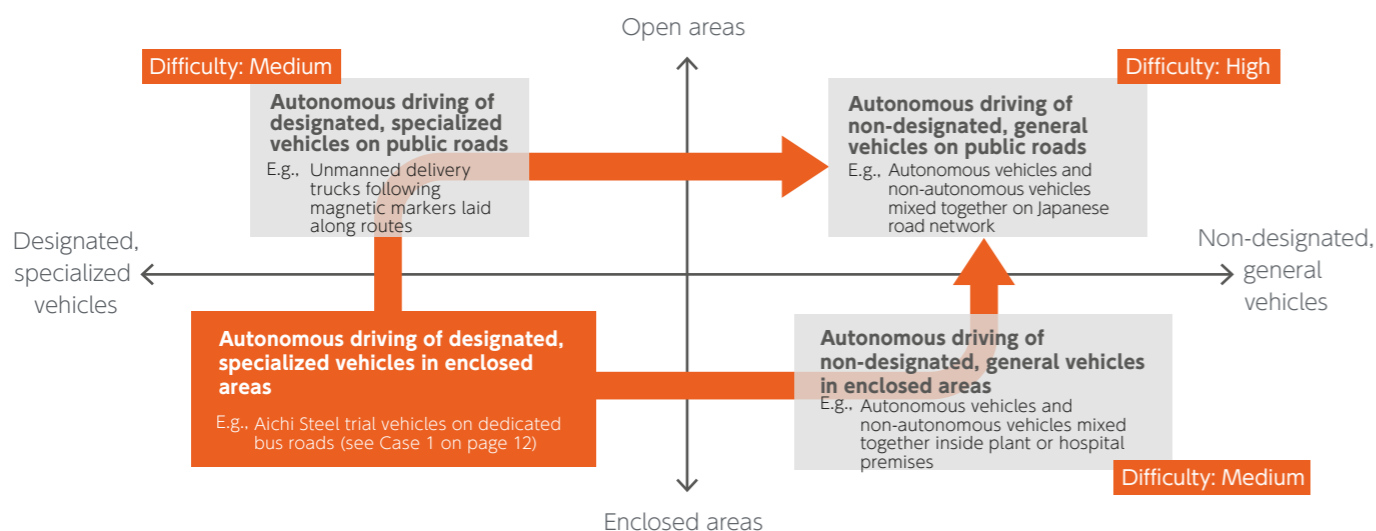 Open areas
Difficulty: Medium
Autonomous driving of
designated, specialized
vehicles on public roads
E.g., Unmanned delivery
trucks following
magnetic markers laid
along routes
Difficulty: High
Autonomous driving of
non-designated, general
vehicles on public roads
E.g., Autonomous vehicles and
non-autonomous vehicles
mixed together on Japanese
road network
Designated,
specialized
vehicles
Non-designated,
general
vehicles
Autonomous driving of designated,
specialized vehicles in enclosed
areas
E.g., Aichi Steel trial vehicles on dedicated
bus roads (see Case 1 on page 12)
Autonomous driving of
non-designated, general vehicles
in enclosed areas
E.g., Autonomous vehicles and
non-autonomous vehicles mixed
together inside plant or hospital
premises
Difficulty: Medium
Enclosed areas